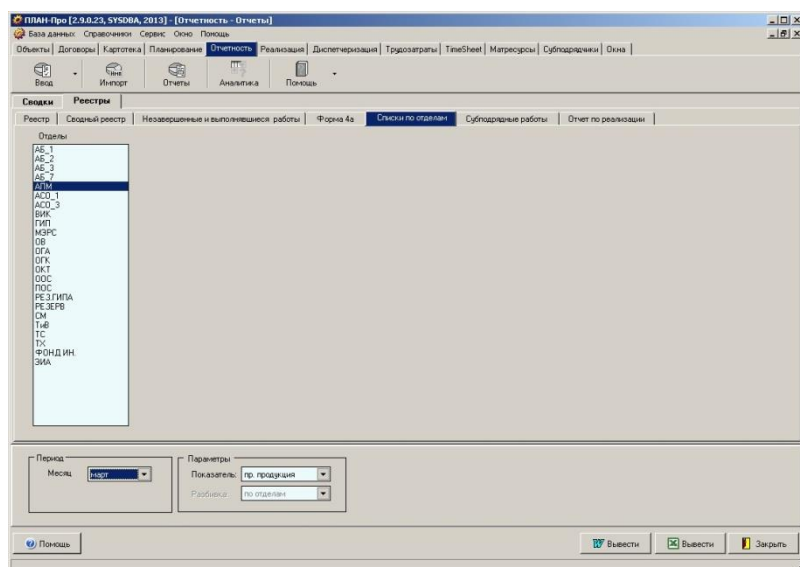 ПЛАН-Про [2.9.0.23, SYSDBA, 2013] - [Отчетность - Отчеты]
База данных Справочники Сервис Окно Помощь
Объекты Договоры Картотека Планирование Отчетность Реализация Диспетчеризация Трудозатраты TimeSheet Матресурсы Субподрядчики Окна
Ввод Импорт Отчеты Аналитика Помощь
Сводки Реестры
Реестр Сводный реестр Незавершенные и выполнявшиеся работы Форма 4а Списки по отделам Субподрядные работы Отчет по реализации
Отделы
АБ_1
АБ_2
АБ_3
АБ_7
АПМ
АСО_1
АСО_3
ВИК
ГИП
МЭРС
ОВ
ОГА
ОГК
ОКТ
ООС
ПОС
РЕЗ.ГИПА
РЕЗЕРВ
СМ
ТиВ
ТС
ТХ
ФОНД ИН.
ЭИА
Период
Месяц март
Параметры
Показатель: пр. продукция
Разбивка: по отделам
Помощь Вывести Вывести Закрыть